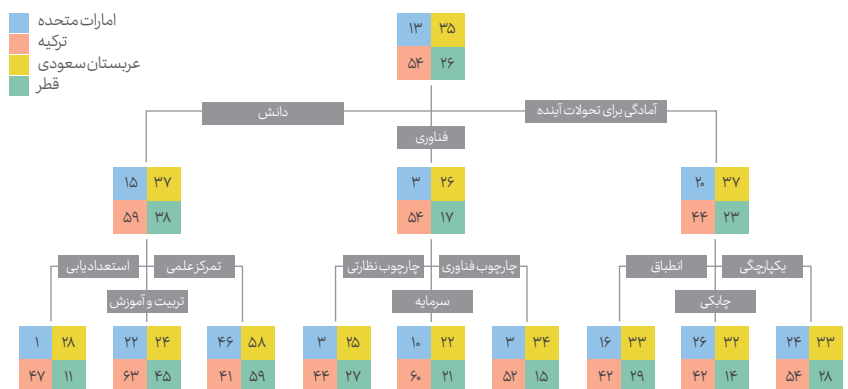 امارات متحده
ترکیه
عربستان سعودی
قطر
۱۳ ۳۵
۵۴ ۲۶
آمادگی برای تحولات آینده
دانش
فناوری
۲۰ ۳۷
۴۴ ۲۳
۳ ۲۶
۵۴ ۱۷
۱۵ ۳۷
۵۹ ۳۸
یکپارچگی
انطباق
چابکی
چارچوب فناوری
چارچوب نظارتی
سرمایه
تمرکز علمی
استعدادیابی
تربیت و آموزش
۲۴ ۳۳
۵۴ ۲۸
۲۶ ۳۲
۴۲ ۱۴
۱۶ ۳۳
۴۲ ۲۹
۳ ۳۴
۵۲ ۱۵
۱۰ ۲۲
۶۰ ۲۱
۳ ۲۵
۴۴ ۲۷
۴۶ ۵۸
۴۱ ۵۹
۲۲ ۲۴
۶۳ ۴۵
۱ ۲۸
۴۷ ۱۱